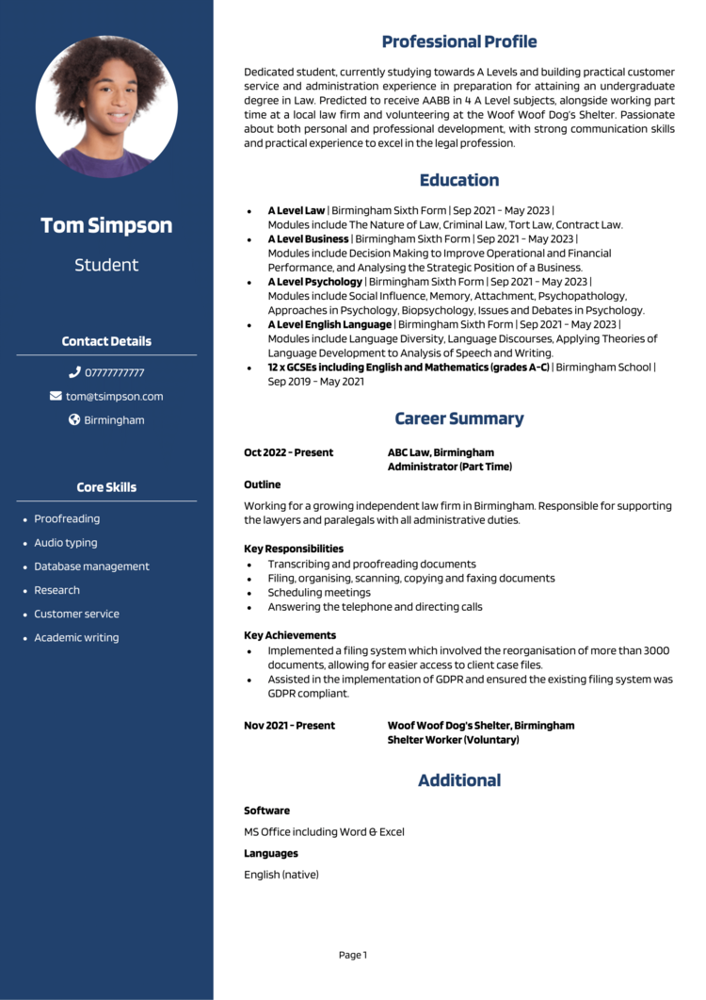 Tom Simpson
Student
Contact Details
07777777777
tom@tsimpson.com
Birmingham
Core Skills
• Proofreading
• Audio typing
• Database management
• Research
• Customer service
• Academic writing
Professional Profile
Dedicated student, currently studying towards A Levels and building practical customer
service and administration experience in preparation for attaining an undergraduate
degree in Law. Predicted to receive AABB in 4 A Level subjects, alongside working part
time at a local law firm and volunteering at the Woof Woof Dog's Shelter. Passionate
about both personal and professional development, with strong communication skills
and practical experience to excel in the legal profession.
Education
• A Level Law | Birmingham Sixth Form | Sep 2021 - May 2023 |
Modules include The Nature of Law, Criminal Law, Tort Law, Contract Law.
• A Level Business | Birmingham Sixth Form | Sep 2021 - May 2023 |
Modules include Decision Making to Improve Operational and Financial
Performance, and Analysing the Strategic Position of a Business.
• A Level Psychology | Birmingham Sixth Form | Sep 2021 - May 2023 |
Modules include Social Influence, Memory, Attachment, Psychopathology,
Approaches in Psychology, Biopsychology, Issues and Debates in Psychology.
• A Level English Language | Birmingham Sixth Form | Sep 2021 - May 2023 |
Modules include Language Diversity, Language Discourses, Applying Theories of
Language Development to Analysis of Speech and Writing.
• 12 x GCSEs including English and Mathematics (grades A-C) | Birmingham School |
Sep 2019 - May 2021
Career Summary
Oct 2022 - Present ABC Law, Birmingham
Administrator (Part Time)
Outline
Working for a growing independent law firm in Birmingham. Responsible for supporting
the lawyers and paralegals with all administrative duties.
Key Responsibilities
• Transcribing and proofreading documents
• Filing, organising, scanning, copying and faxing documents
• Scheduling meetings
• Answering the telephone and directing calls
Key Achievements
• Implemented a filing system which involved the reorganisation of more than 3000
documents, allowing for easier access to client case files.
• Assisted in the implementation of GDPR and ensured the existing filing system was
GDPR compliant.
Nov 2021 - Present Woof Woof Dog's Shelter, Birmingham
Shelter Worker (Voluntary)
Additional
Software
MS Office including Word & Excel
Languages
English (native)
Page 1